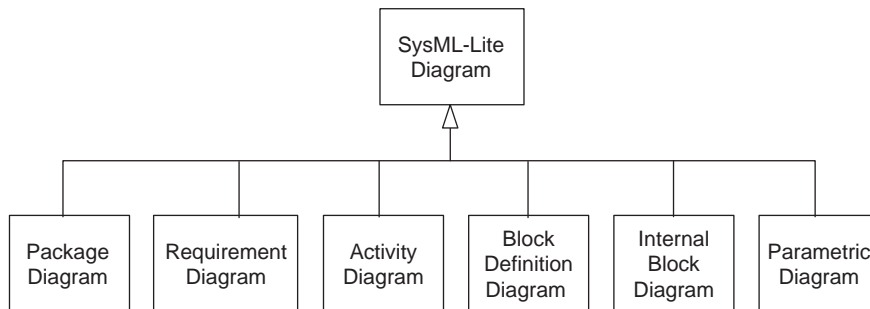 SysML-Lite
Diagram
Package
Diagram
Requirement
Diagram
Activity
Diagram
Block
Definition
Diagram
Internal
Block
Diagram
Parametric
Diagram